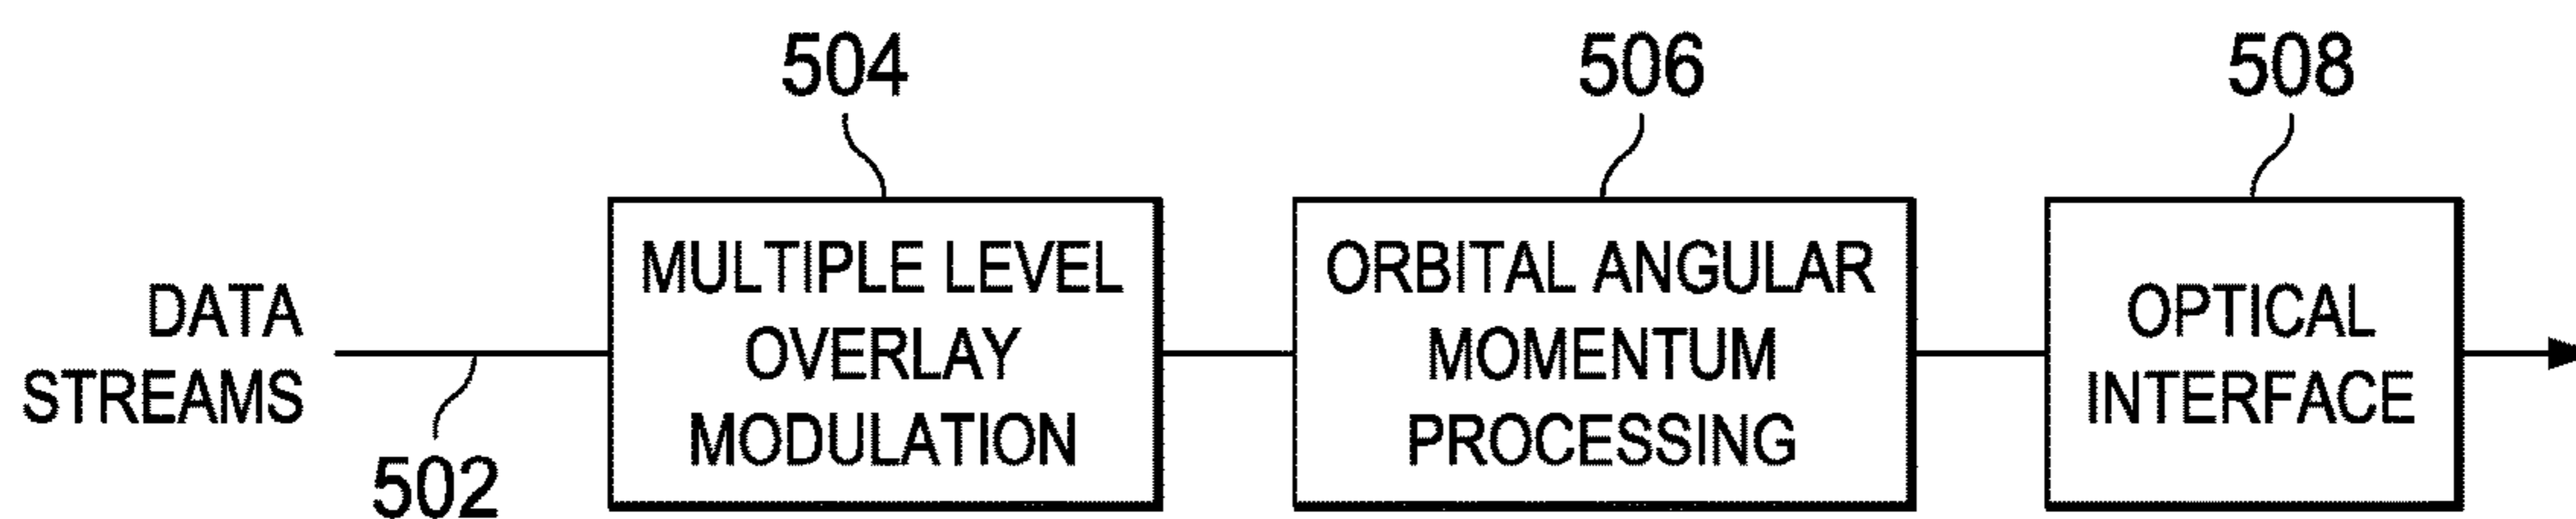 504
506
508
DATA
STREAMS
502
MULTIPLE LEVEL
OVERLAY
MODULATION
ORBITAL ANGULAR
MOMENTUM
PROCESSING
OPTICAL
INTERFACE